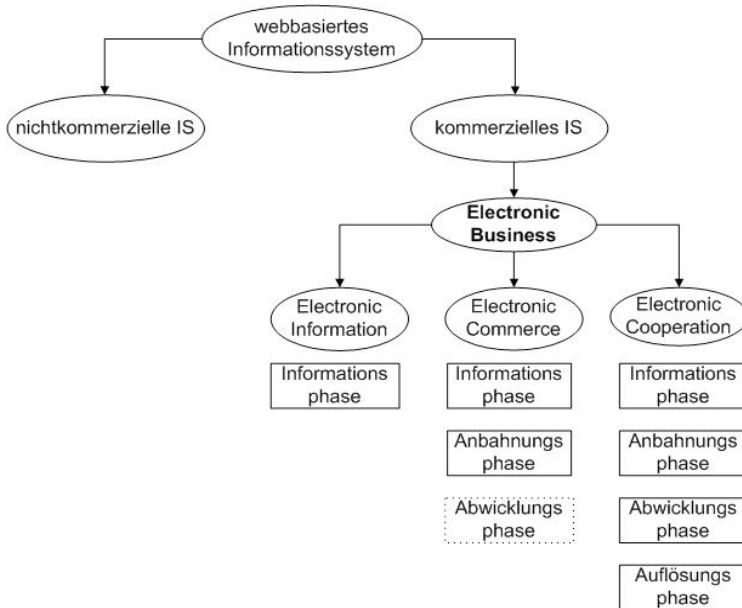 webbasiertes
Informationssystem
nichtkommerzielle IS
kommerzielles IS
Electronic
Business
Electronic
Information
Electronic
Commerce
Electronic
Cooperation
Informations
phase
Informations
phase
Informations
phase
Anbahnungs
phase
Anbahnungs
phase
Abwicklungs
phase
Abwicklungs
phase
Auflösungs
phase